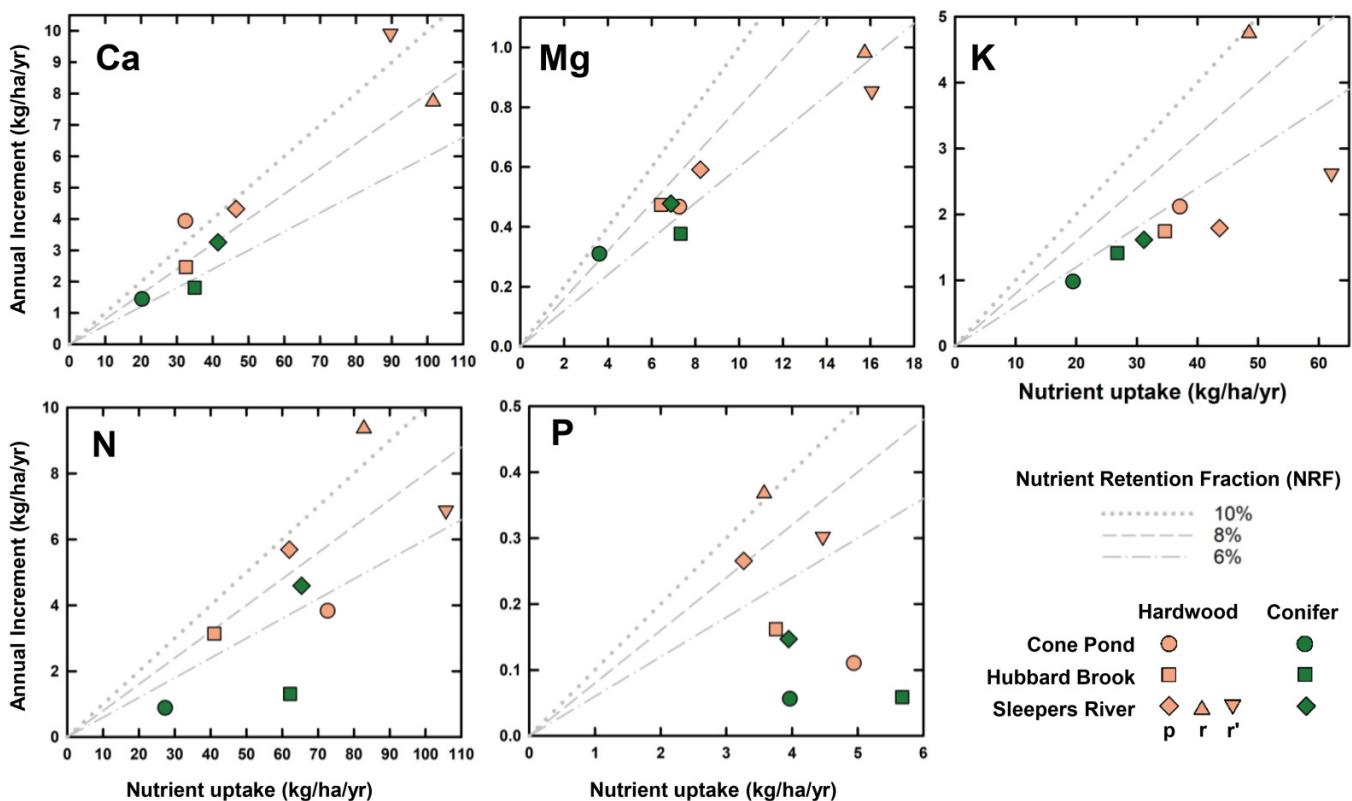 Ca
Annual Increment (kg/ha/yr)
10
9
8
7
6
5
4
3
2
1
0
0 10 20 30 40 50 60 70 80 90 100 110
Mg
1.0
0.8
0.6
0.4
0.2
0.0
0 2 4 6 8 10 12 14 16 18
K
5
4
3
2
1
0
0 20 30 40 50 60
Nutrient uptake (kg/ha/yr)
N
Annual Increment (kg/ha/yr)
10
8
6
4
2
0
0 10 20 30 40 50 60 70 80 90 100 110
Nutrient uptake (kg/ha/yr)
P
0.5
0.4
0.3
0.2
0.1
0.0
0 1 2 3 4 5 6
Nutrient uptake (kg/ha/yr)
Nutrient Retention Fraction (NRF)
10%
8%
6%
Hardwood Conifer
Cone Pond
Hubbard Brook
Sleepers River
p r r'